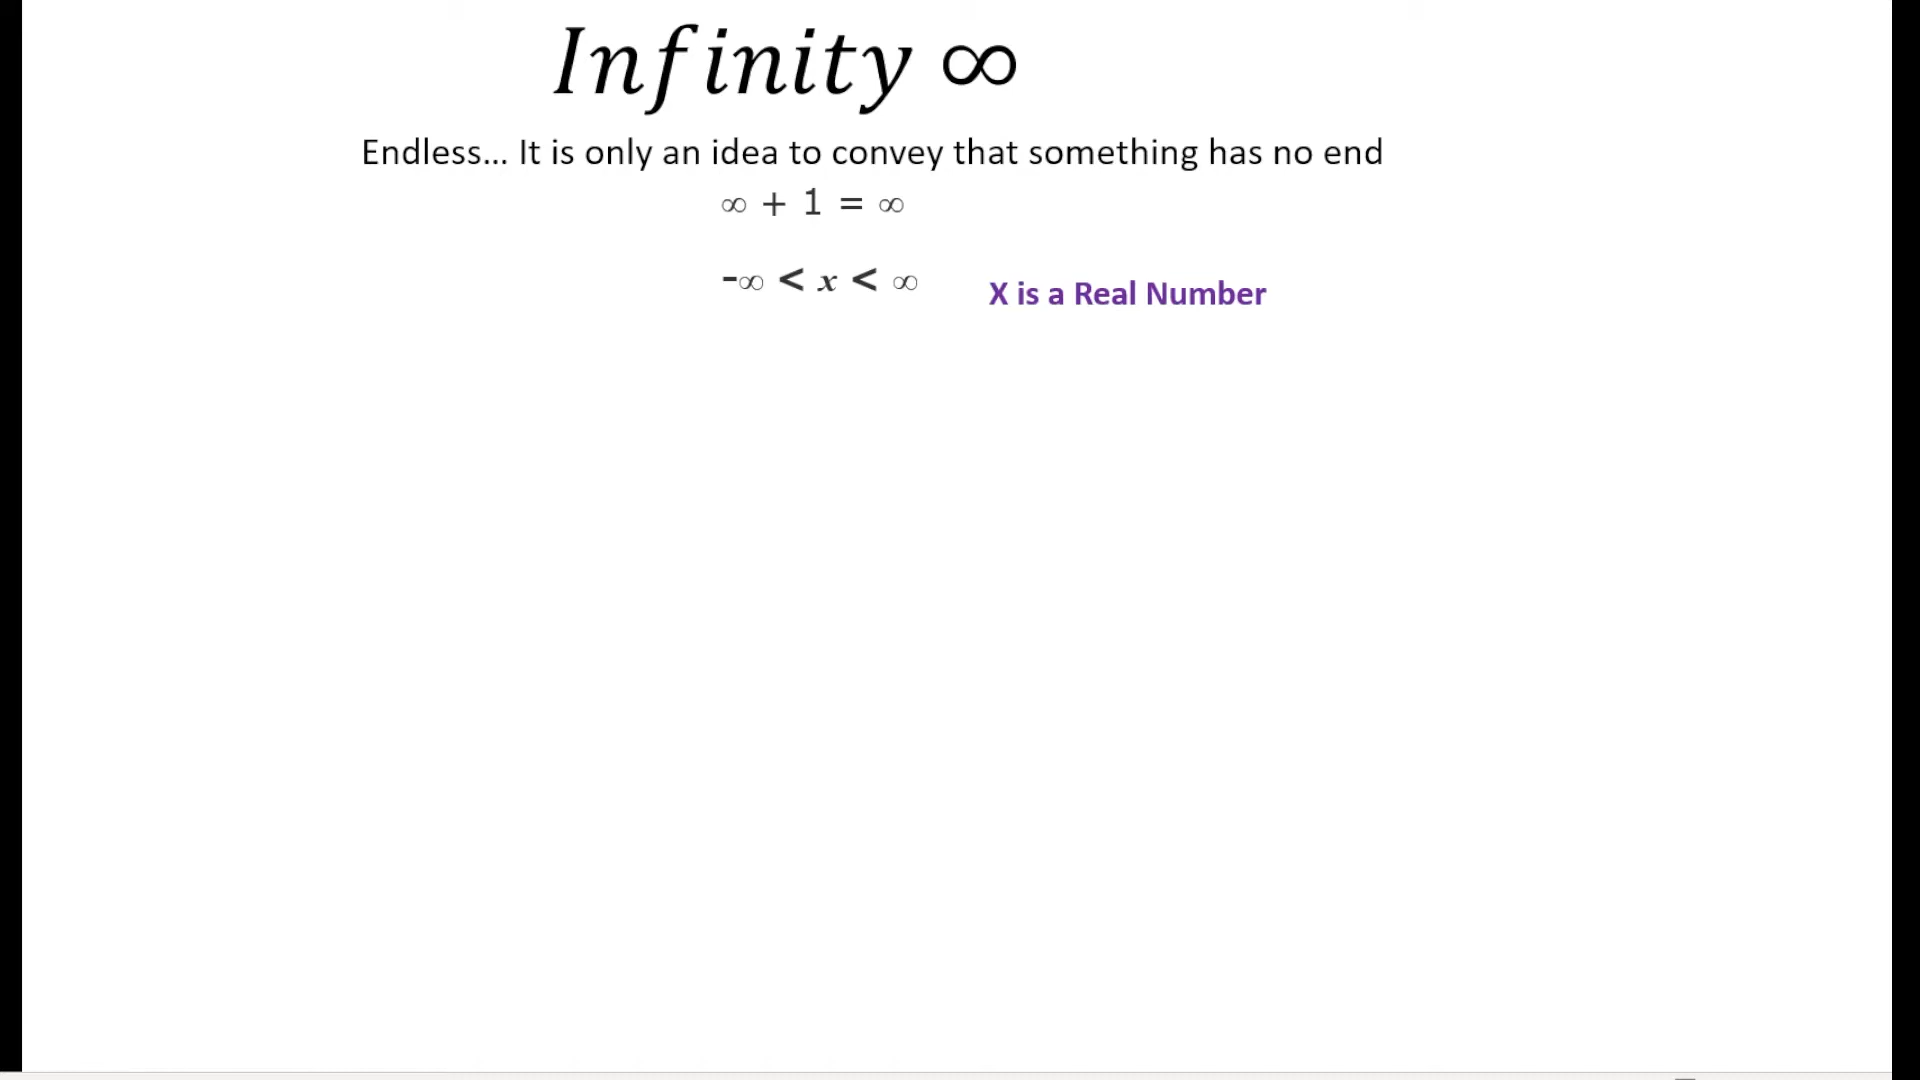 Infinity ∞
Endless... It is only an idea to convey that something has no end
∞ + 1 = ∞
-∞ < x < ∞ X is a Real Number